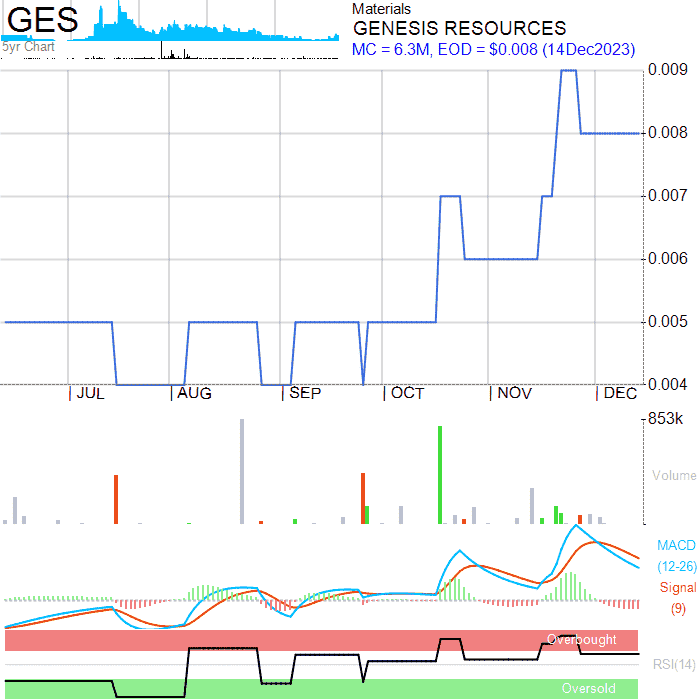 GES
5yr Chart
Materials
GENESIS RESOURCES
MC = 6.3M, EOD = $0.008 (14Dec2023)
0.009
0.008
0.007
0.006
0.005
0.004
JUL AUG SEP OCT NOV DEC
853k
Volume
MACD
(12-26)
Signal
(9)
Overbought
RSI(14)
Oversold